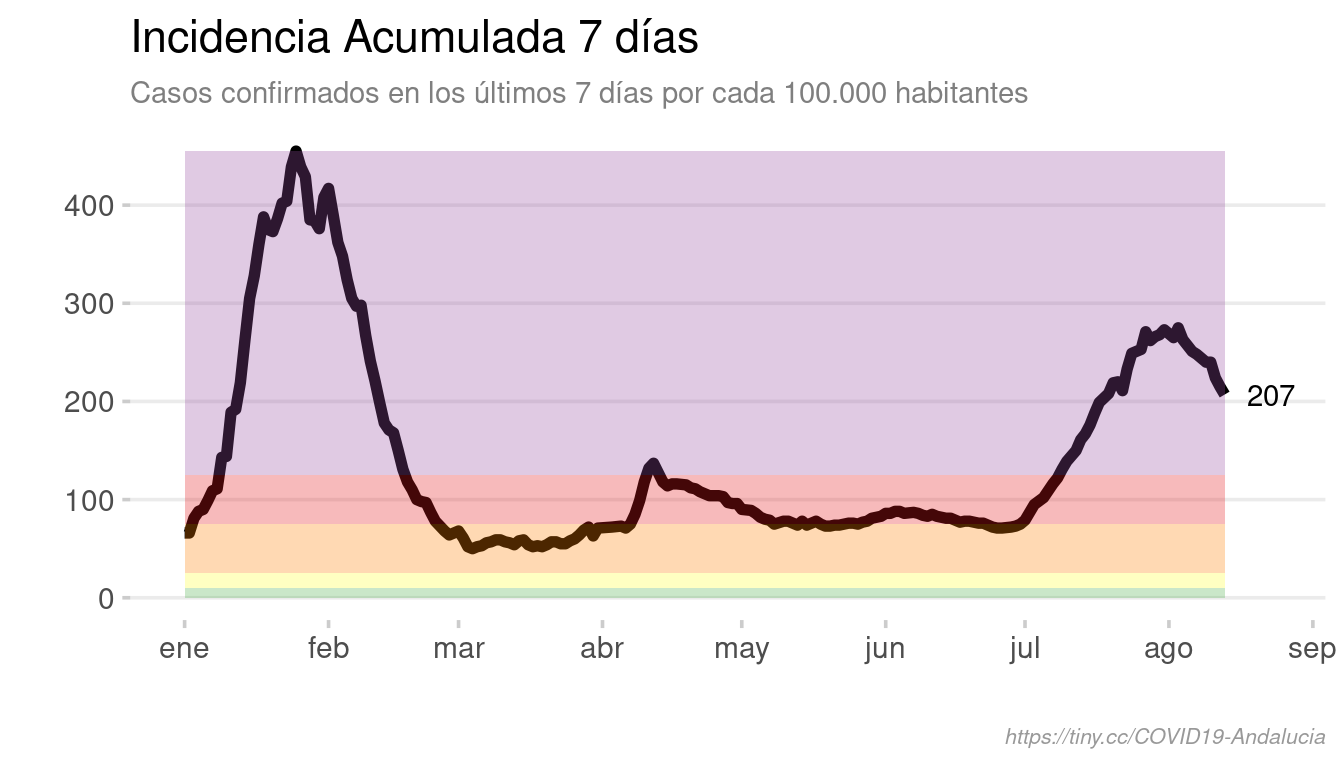 Incidencia Acumulada 7 días
Casos confirmados en los últimos 7 días por cada 100.000 habitantes
400
300
200
100
0
207
ene feb mar abr may jun jul ago sep
https://tiny.cc/COVID19-Andalucia